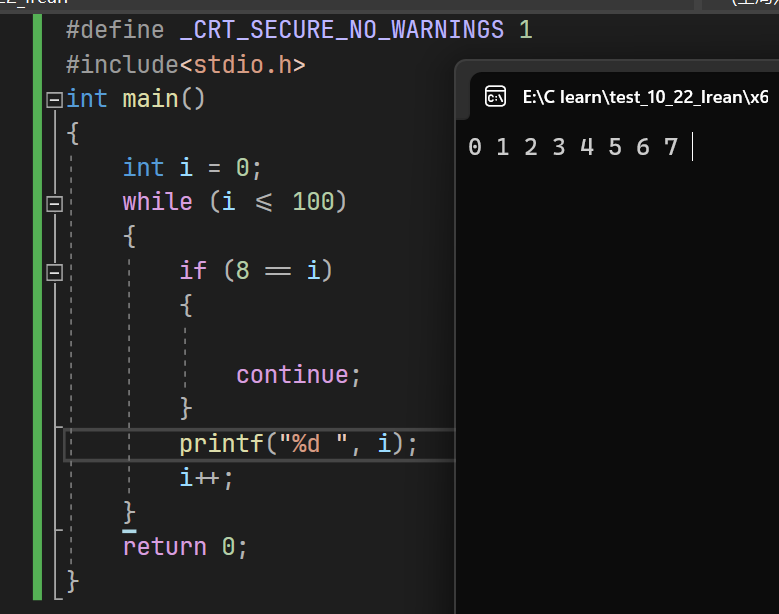 #define _CRT_SECURE_NO_WARNINGS 1
#include<stdio.h>
int main()
{
int i = 0;
while (i <= 100)
{
if (8 == i)
{
continue;
}
printf("%d ", i);
i++;
}
return 0;
}
E:\C learn\test_10_22_lrean\x6
0 1 2 3 4 5 6 7